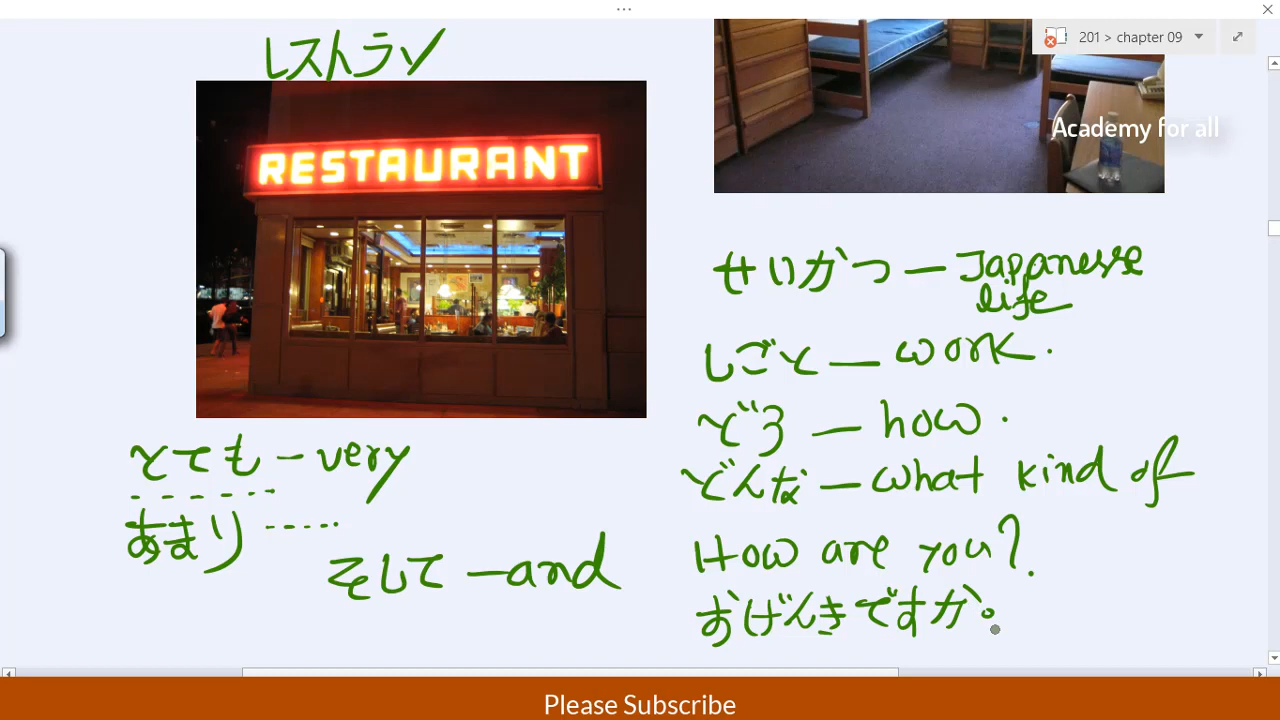 201 > chapter 09
Academy for all
レストラン
RESTAURANT
せいかつ — Japanesse
life
しごと — work.
どう — how.
どんな — what kind of
How are you?
おげんきですか。
とても — very
------
あまり -----
そして — and
Please Subscribe